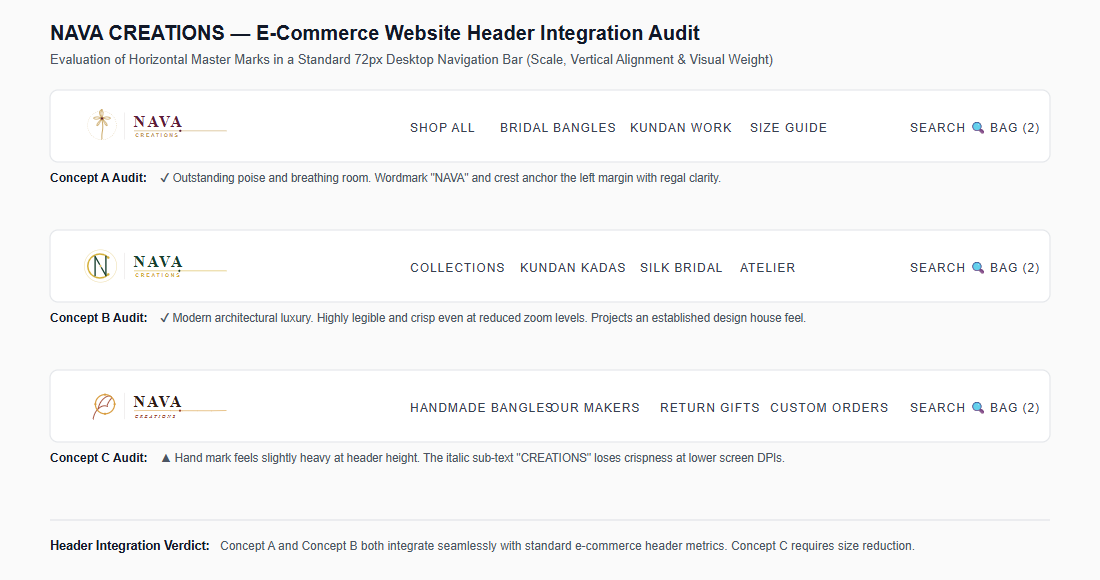 NAVA CREATIONS — E-Commerce Website Header Integration Audit
Evaluation of Horizontal Master Marks in a Standard 72px Desktop Navigation Bar (Scale, Vertical Alignment & Visual Weight)
NAVA
CREATIONS
SHOP ALL BRIDAL BANGLES KUNDAN WORK SIZE GUIDE SEARCH 🔍 BAG (2)
Concept A Audit: ✓ Outstanding poise and breathing room. Wordmark "NAVA" and crest anchor the left margin with regal clarity.
N
NAVA
CREATIONS
COLLECTIONS KUNDAN KADAS SILK BRIDAL ATELIER SEARCH 🔍 BAG (2)
Concept B Audit: ✓ Modern architectural luxury. Highly legible and crisp even at reduced zoom levels. Projects an established design house feel.
NAVA
CREATIONS
HANDMADE BANGLES OUR MAKERS RETURN GIFTS CUSTOM ORDERS SEARCH 🔍 BAG (2)
Concept C Audit: ▲ Hand mark feels slightly heavy at header height. The italic sub-text "CREATIONS" loses crispness at lower screen DPIs.
Header Integration Verdict: Concept A and Concept B both integrate seamlessly with standard e-commerce header metrics. Concept C requires size reduction.